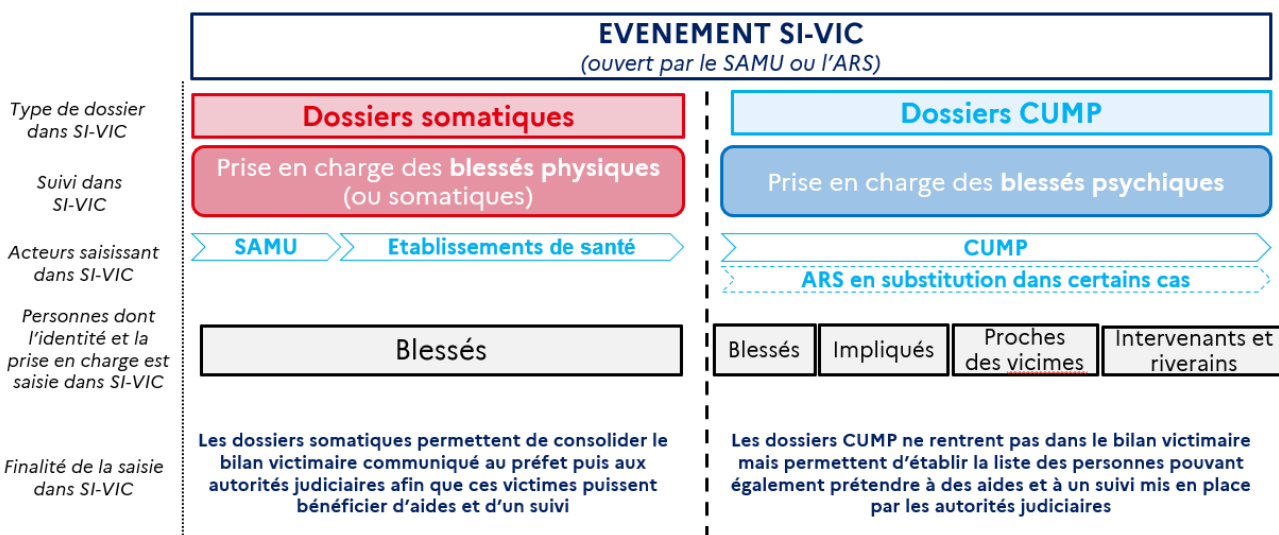 EVENEMENT SI-VIC
(ouvert par le SAMU ou l'ARS)
Type de dossier
dans SI-VIC
Dossiers somatiques
Dossiers CUMP
Suivi dans
SI-VIC
Prise en charge des blessés physiques
(ou somatiques)
Prise en charge des blessés psychiques
Acteurs saisissant
dans SI-VIC
SAMU
Etablissements de santé
CUMP
ARS en substitution dans certains cas
Personnes dont
l'identité et la
prise en charge est
saisie dans SI-VIC
Blessés
Blessés
Impliqués
Proches
des vicimes
Intervenants et
riverains
Finalité de la saisie
dans SI-VIC
Les dossiers somatiques permettent de consolider le
bilan victimaire communiqué au préfet puis aux
autorités judiciaires afin que ces victimes puissent
bénéficier d'aides et d'un suivi
Les dossiers CUMP ne rentrent pas dans le bilan victimaire
mais permettent d'établir la liste des personnes pouvant
également prétendre à des aides et à un suivi mis en place
par les autorités judiciaires